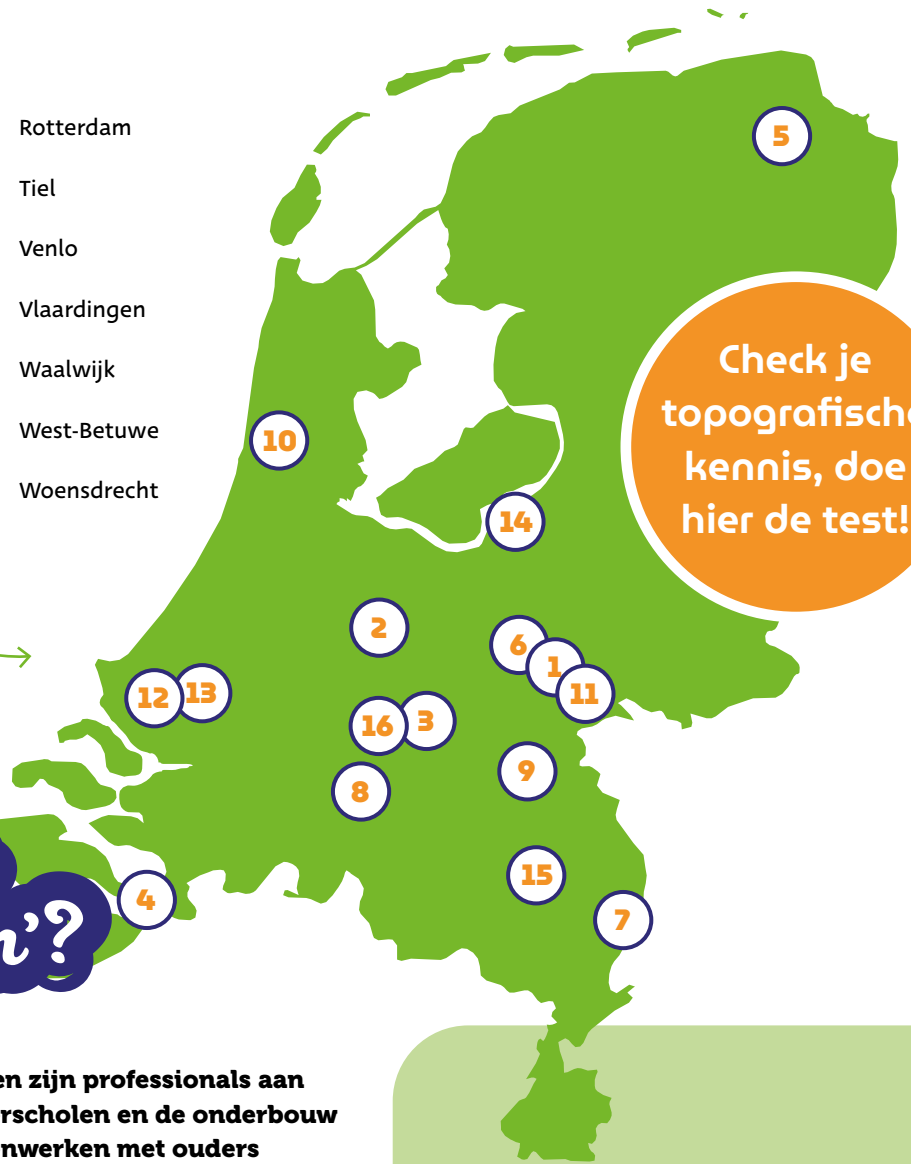 Rotterdam
Tiel
Venlo
Vlaardingen
Waalwijk
West-Betuwe
Woensdrecht
5
10
14
2
6
1
11
12
13
16
3
9
8
15
4
7
Check je
topografische
kennis, doe
hier de test!
?
en zijn professionals aan
rscholen en de onderbouw
nwerken met ouders